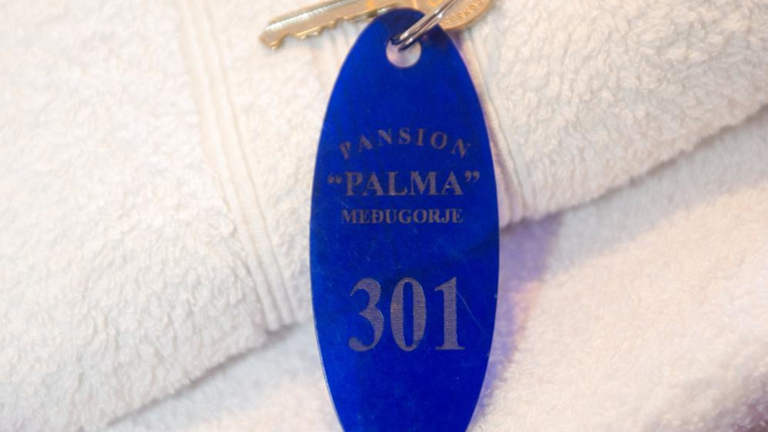 PANSION
“PALMA”
MEĐUGORJE
301